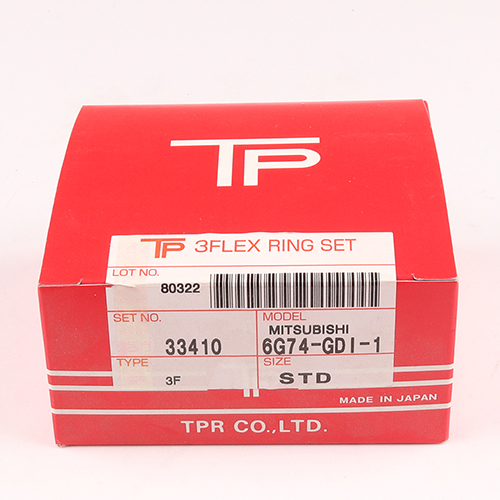 TP
TP 3FLEX RING SET
LOT NO. 80322
SET NO. 33410
MODEL MITSUBISHI 6G74-GDI-1
TYPE 3F
SIZE STD
MADE IN JAPAN
TPR CO.,LTD.